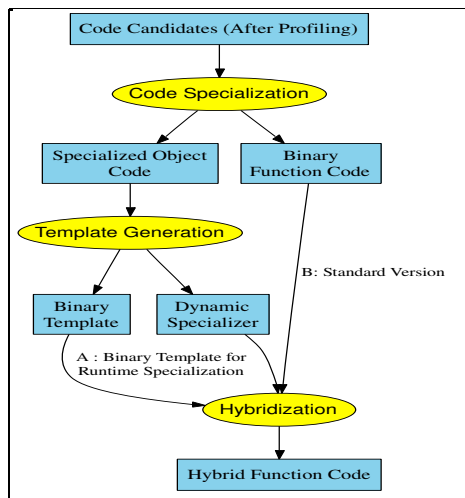 Code Candidates (After Profiling)
Code Specialization
Specialized Object
Code
Binary
Function Code
Template Generation
B: Standard Version
Binary
Template
Dynamic
Specializer
A : Binary Template for
Runtime Specialization
Hybridization
Hybrid Function Code